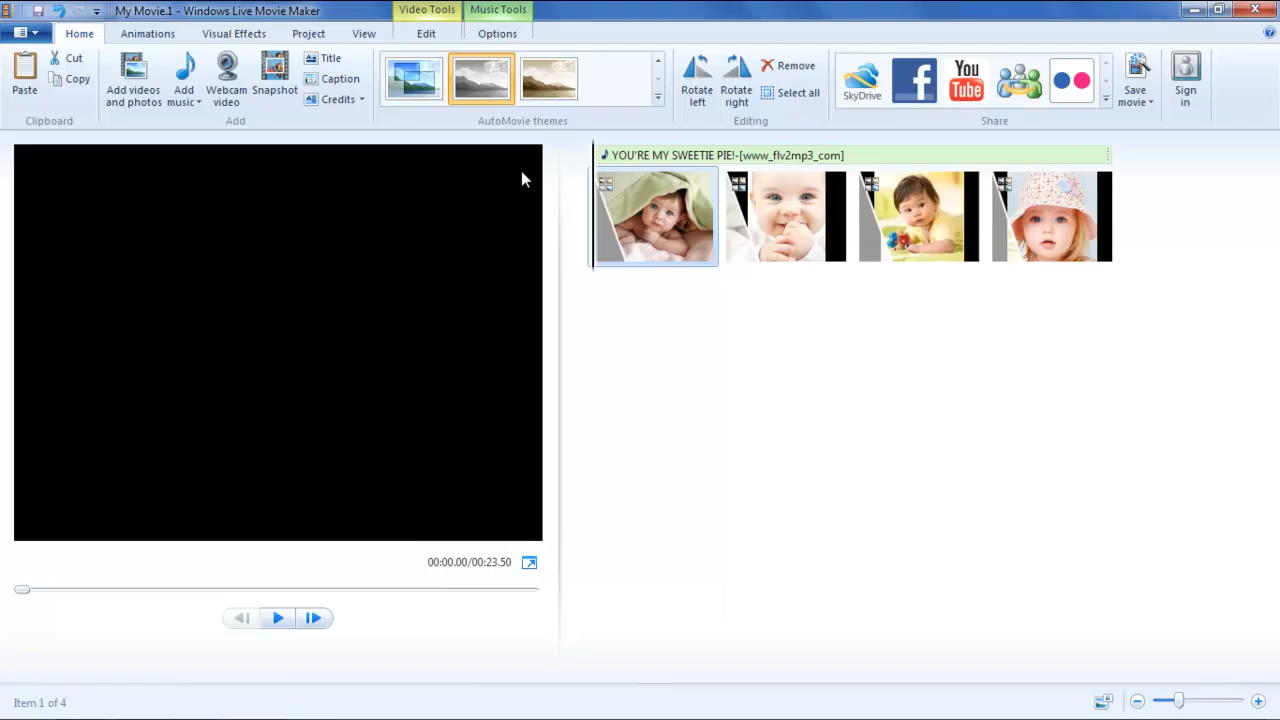 My Movie.1 - Windows Live Movie Maker
Video Tools
Music Tools
Home
Animations
Visual Effects
Project
View
Edit
Options
Paste
Cut
Copy
Clipboard
Add videos
and photos
Add
music
Webcam
video
Snapshot
Title
Caption
Credits
Add
AutoMovie themes
Rotate
left
Rotate
right
Remove
Select all
Editing
SkyDrive
You
Tube
Share
Save
movie
Sign
in
YOU'RE MY SWEETIE PIE!-[www_flv2mp3_com]
00:00.00/00:23.50
Item 1 of 4